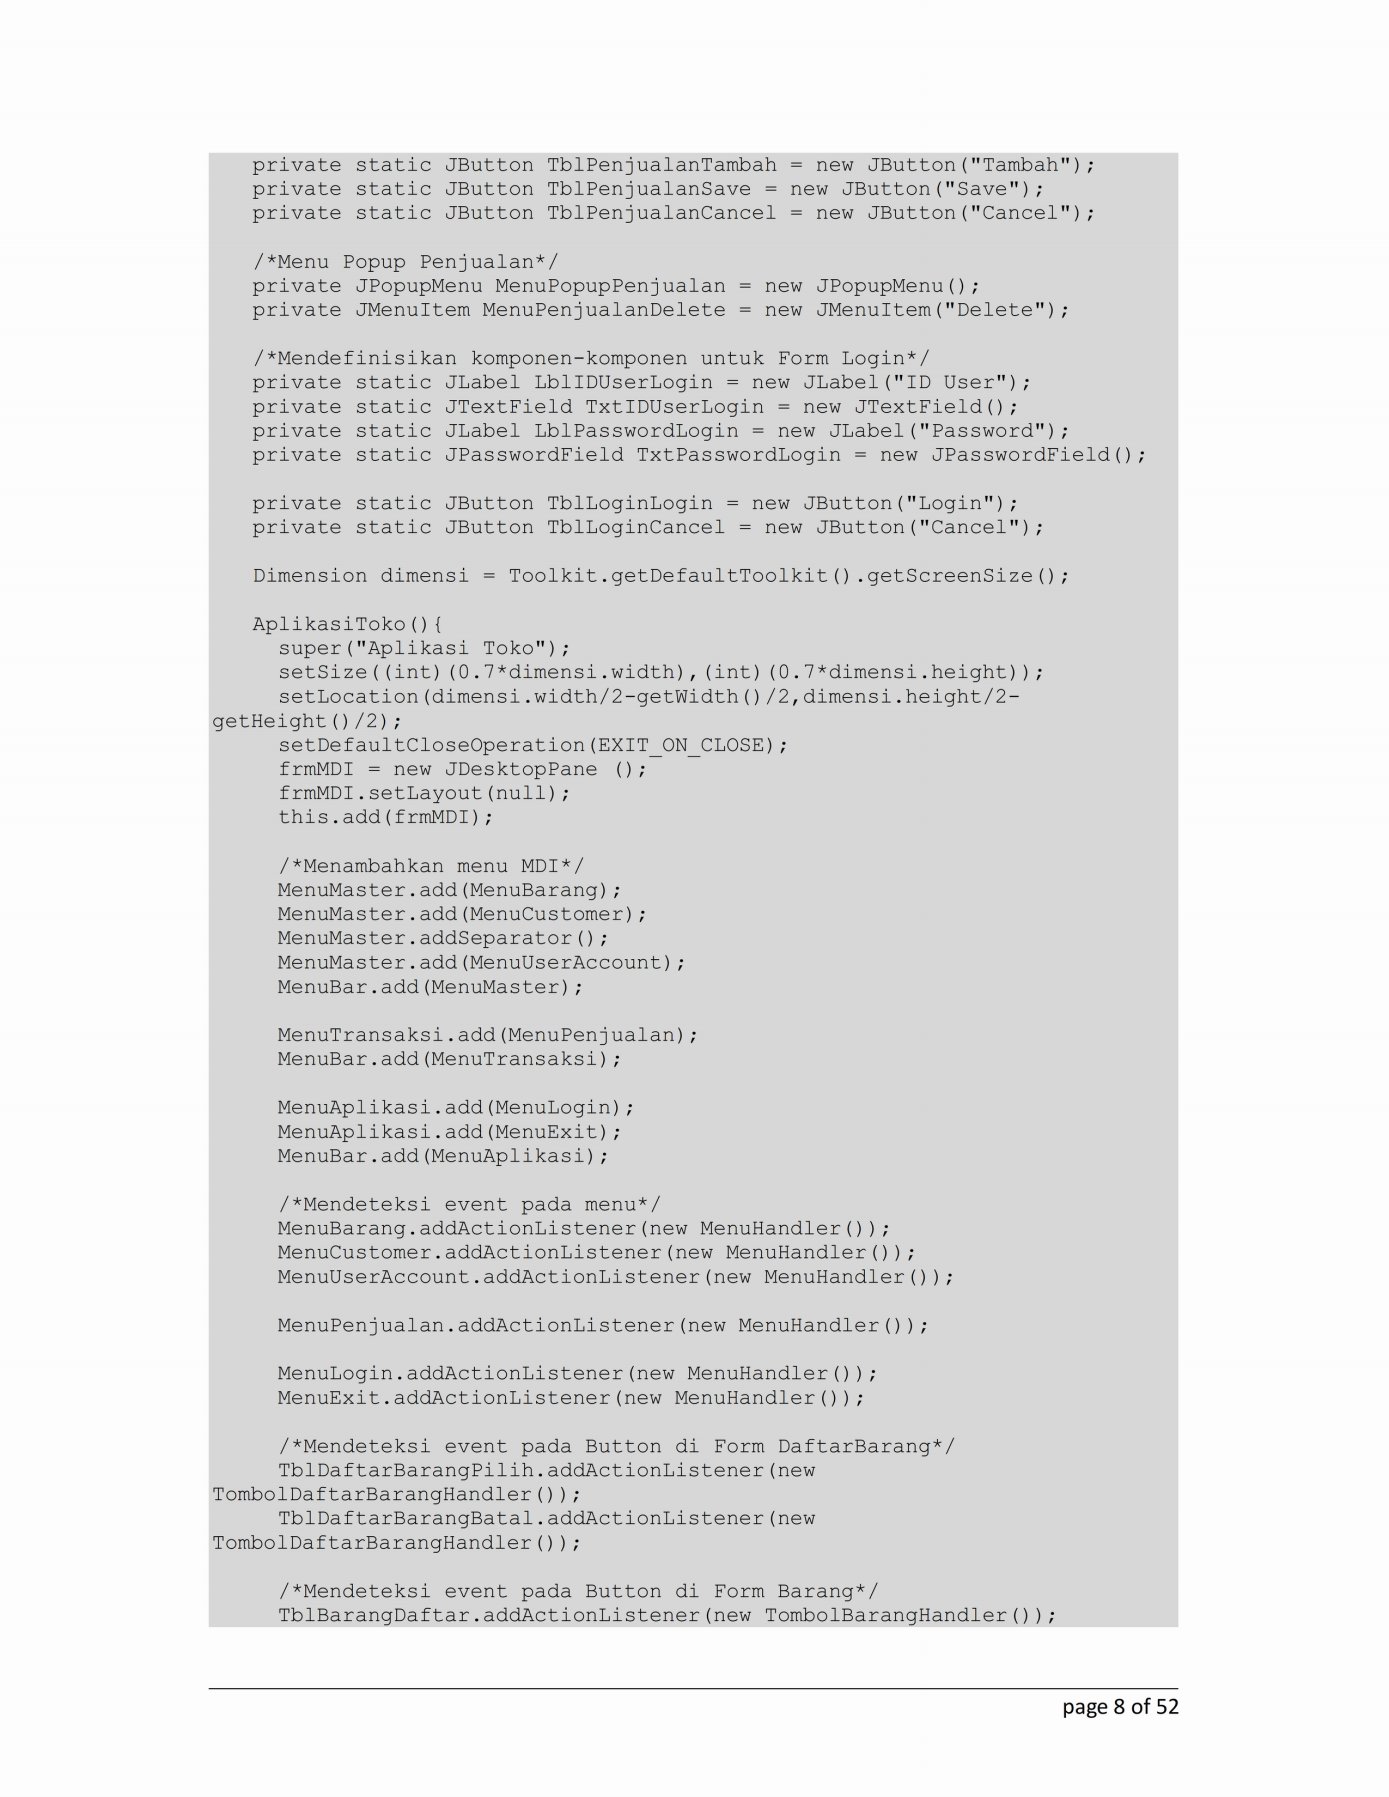 private static JButton TblPenjualanTambah = new JButton("Tambah");
private static JButton TblPenjualanSave = new JButton("Save");
private static JButton TblPenjualanCancel = new JButton("Cancel");
/*Menu Popup Penjualan*/
private JPopupMenu MenuPopupPenjualan = new JPopupMenu();
private JMenuItem MenuPenjualanDelete = new JMenuItem("Delete");
/*Mendefinisikan komponen-komponen untuk Form Login*/
private static JLabel LblIDUserLogin = new JLabel("ID User");
private static JTextField TxtIDUserLogin = new JTextField();
private static JLabel LblPasswordLogin = new JLabel("Password");
private static JPasswordField TxtPasswordLogin = new JPasswordField();
private static JButton TblLoginLogin = new JButton("Login");
private static JButton TblLoginCancel = new JButton("Cancel");
Dimension dimensi = Toolkit.getDefaultToolkit().getScreenSize();
AplikasiToko(){
super("Aplikasi Toko");
setSize((int)(0.7*dimensi.width),(int)(0.7*dimensi.height));
setLocation(dimensi.width/2-getWidth()/2,dimensi.height/2-
getHeight()/2);
setDefaultCloseOperation(EXIT_ON_CLOSE);
frmMDI = new JDesktopPane ();
frmMDI.setLayout(null);
this.add(frmMDI);
/*Menambahkan menu MDI*/
MenuMaster.add(MenuBarang);
MenuMaster.add(MenuCustomer);
MenuMaster.addSeparator();
MenuMaster.add(MenuUserAccount);
MenuBar.add(MenuMaster);
MenuTransaksi.add(MenuPenjualan);
MenuBar.add(MenuTransaksi);
MenuAplikasi.add(MenuLogin);
MenuAplikasi.add(MenuExit);
MenuBar.add(MenuAplikasi);
/*Mendeteksi event pada menu*/
MenuBarang.addActionListener(new MenuHandler());
MenuCustomer.addActionListener(new MenuHandler());
MenuUserAccount.addActionListener(new MenuHandler());
MenuPenjualan.addActionListener(new MenuHandler());
MenuLogin.addActionListener(new MenuHandler());
MenuExit.addActionListener(new MenuHandler());
/*Mendeteksi event pada Button di Form DaftarBarang*/
TblDaftarBarangPilih.addActionListener(new
TombolDaftarBarangHandler());
TblDaftarBarangBatal.addActionListener(new
TombolDaftarBarangHandler());
/*Mendeteksi event pada Button di Form Barang*/
TblBarangDaftar.addActionListener(new TombolBarangHandler());
page 8 of 52